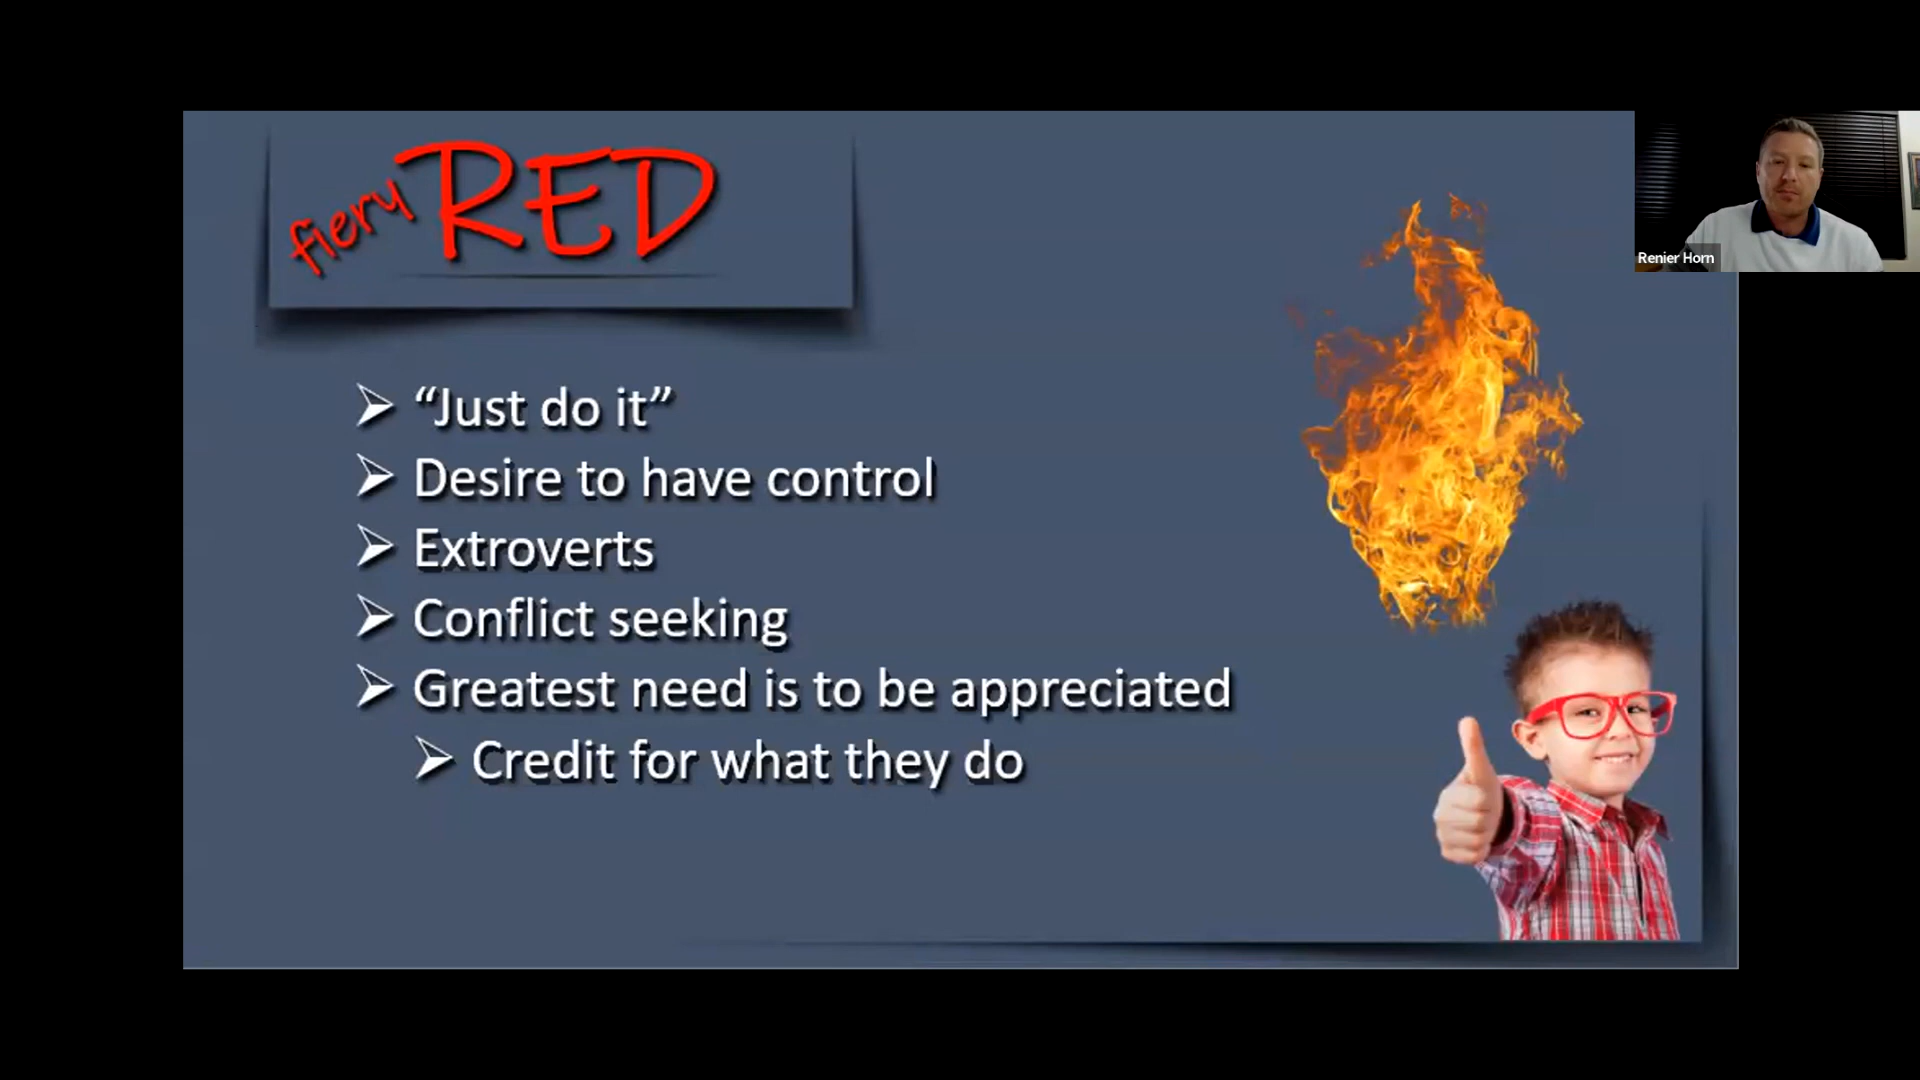 fiery RED
Renier Horn
“Just do it”
Desire to have control
Extroverts
Conflict seeking
Greatest need is to be appreciated
Credit for what they do